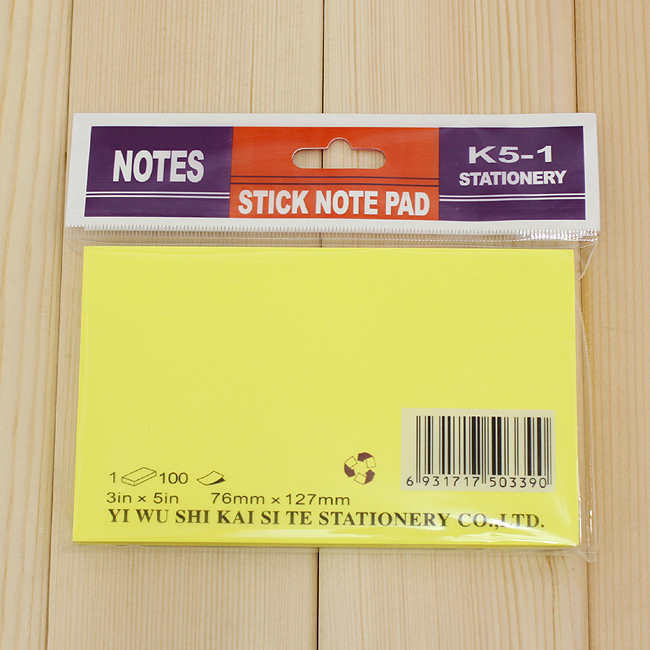 NOTES
STICK NOTE PAD
K5-1
STATIONERY
1 100
3in x 5in 76mm x 127mm
6 931717 503390
YI WU SHI KAI SI TE STATIONERY CO.,LTD.